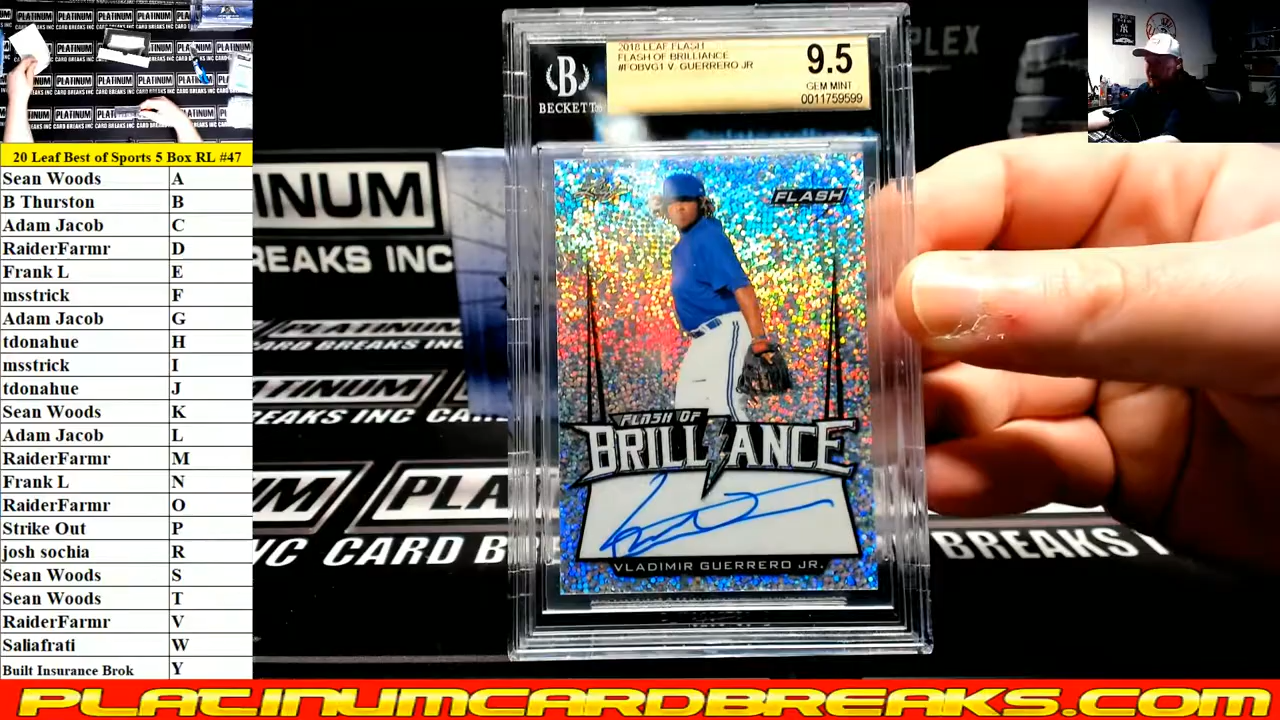 20 Leaf Best of Sports 5 Box RL #47
Sean Woods A
B Thurston B
Adam Jacob C
RaiderFarmr D
Frank L E
msstrick F
Adam Jacob G
tdonahue H
msstrick I
tdonahue J
Sean Woods K
Adam Jacob L
RaiderFarmr M
Frank L N
RaiderFarmr O
Strike Out P
josh sochia R
Sean Woods S
Sean Woods T
RaiderFarmr V
Saliafrati W
Built Insurance Brok Y
B
BECKETT
2018 LEAF FLASH
FLASH OF BRILLIANCE
#FOBVG1 V. GUERRERO JR
9.5
GEM MINT
0011759599
Leaf
FLASH
FLASH OF
BRILLIANCE
VLADIMIR GUERRERO JR.
PLATINUM
CARD BREAKS INC
PLATINUMCARDBREAKS.COM